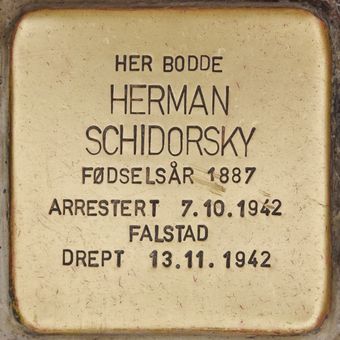 HER BODDE
HERMAN
SCHIDORSKY
FØDSELSÅR 1887
ARRESTERT 7.10.1942
FALSTAD
DREPT 13.11.1942